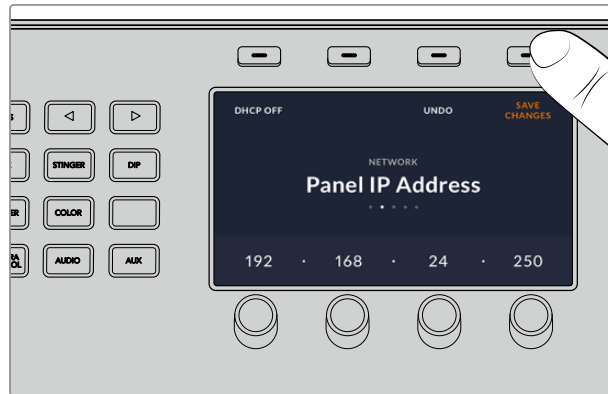 DHCP OFF
UNDO
SAVE
CHANGES
NETWORK
Panel IP Address
192 . 168 . 24 . 250
STINGER
DIP
COLOR
AUDIO
AUX